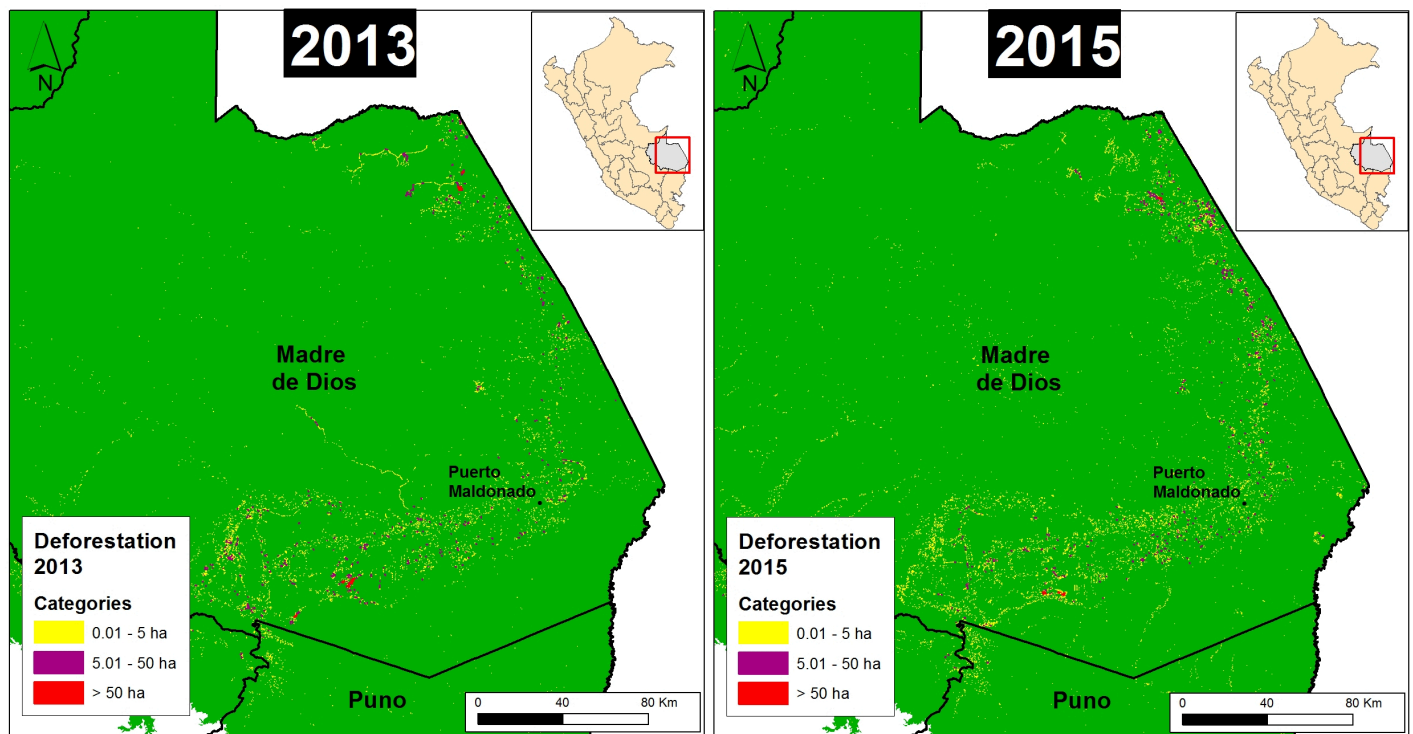 2013
N
Madre
de Dios
Puerto
Maldonado
Deforestation
2013
Categories
0.01 - 5 ha
5.01 - 50 ha
> 50 ha
Puno
0 40 80 Km
2015
N
Madre
de Dios
Puerto
Maldonado
Deforestation
2015
Categories
0.01 - 5 ha
5.01 - 50 ha
> 50 ha
Puno
0 40 80 Km